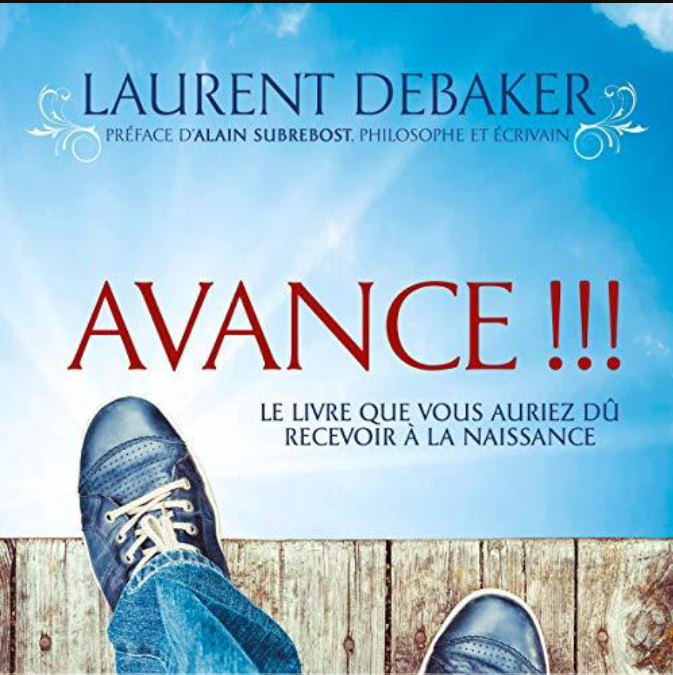 LAURENT DEBAKER
PRÉFACE D'ALAIN SUBREBOST, PHILOSOPHE ET ÉCRIVAIN
AVANCE !!!
LE LIVRE QUE VOUS AURIEZ DÛ
RECEVOIR À LA NAISSANCE